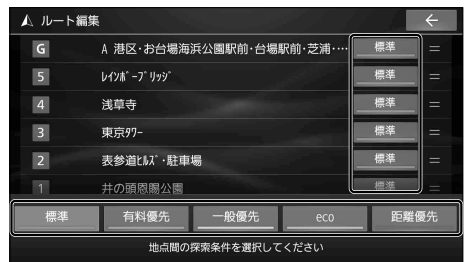 ルート編集
G A 港区･お台場海浜公園駅前･台場駅前･芝浦･… 標準
5 ﾚｲﾝﾎﾞｰﾌﾞﾘｯｼﾞ 標準
4 浅草寺 標準
3 東京ﾀﾜｰ 標準
2 表参道ﾋﾙｽﾞ･駐車場 標準
1 井の頭恩賜公園 標準
標準 有料優先 一般優先 eco 距離優先
地点間の探索条件を選択してください